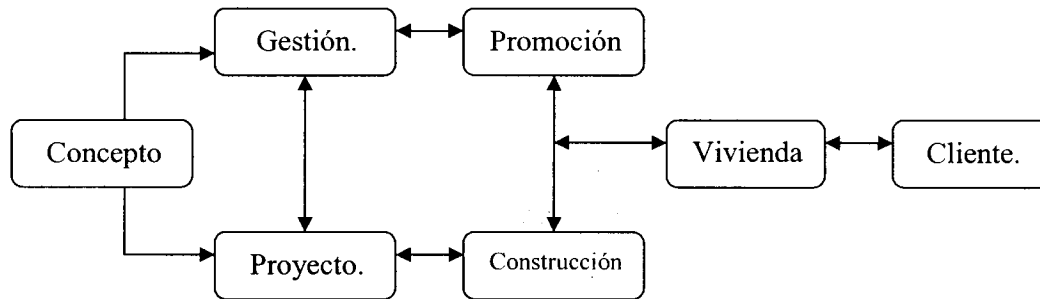 Gestión.
Promoción
Concepto
Vivienda
Cliente.
Proyecto.
Construcción